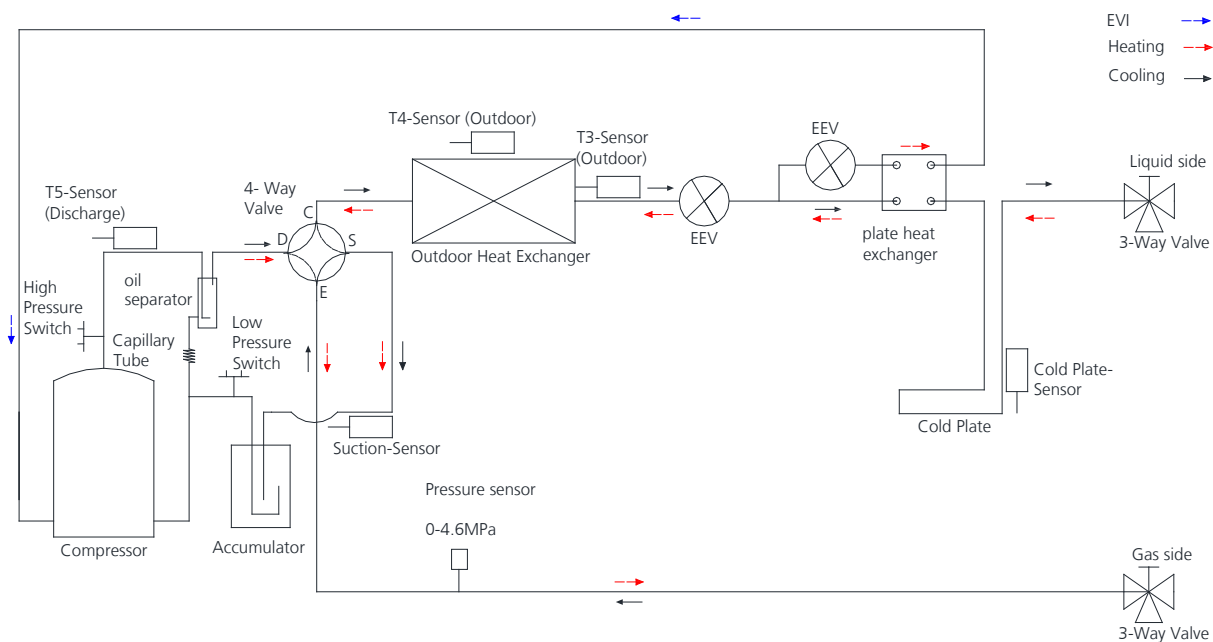 EVI
Heating
Cooling
T4-Sensor (Outdoor)
T3-Sensor
(Outdoor)
EEV
Liquid side
T5-Sensor
(Discharge)
4- Way
Valve
C
D
S
E
EEV
plate heat
exchanger
3-Way Valve
Outdoor Heat Exchanger
oil
separator
High
Pressure
Switch
Capillary
Tube
Low
Pressure
Switch
Cold Plate-
Sensor
Cold Plate
Suction-Sensor
Pressure sensor
0-4.6MPa
Compressor
Accumulator
Gas side
3-Way Valve